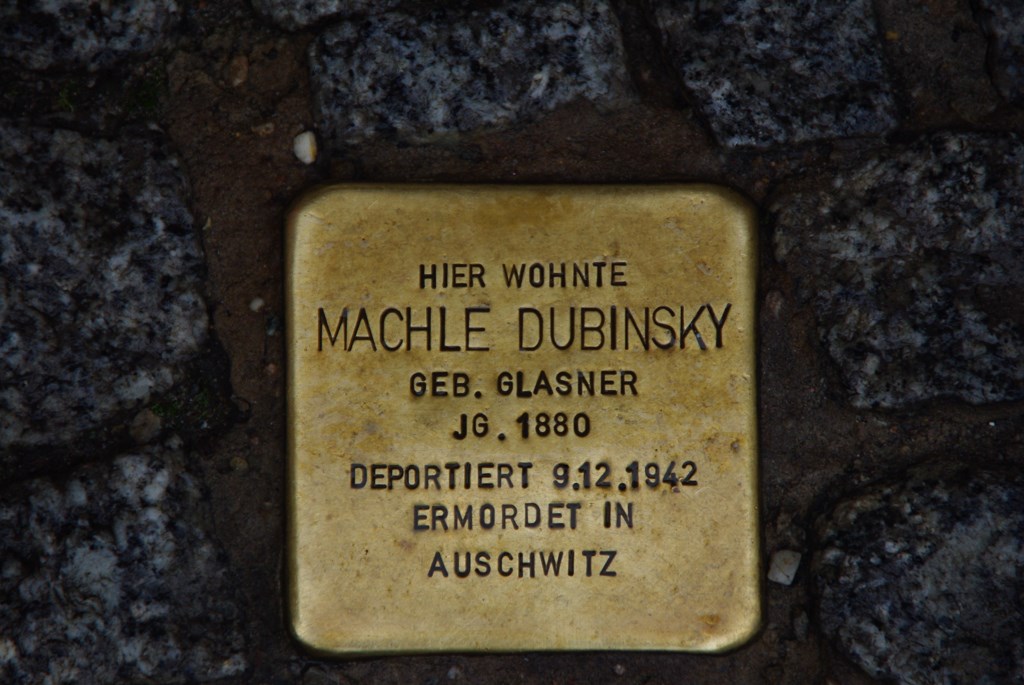 HIER WOHNTE
MACHLE DUBINSKY
GEB. GLASNER
JG. 1880
DEPORTIERT 9.12.1942
ERMORDET IN
AUSCHWITZ